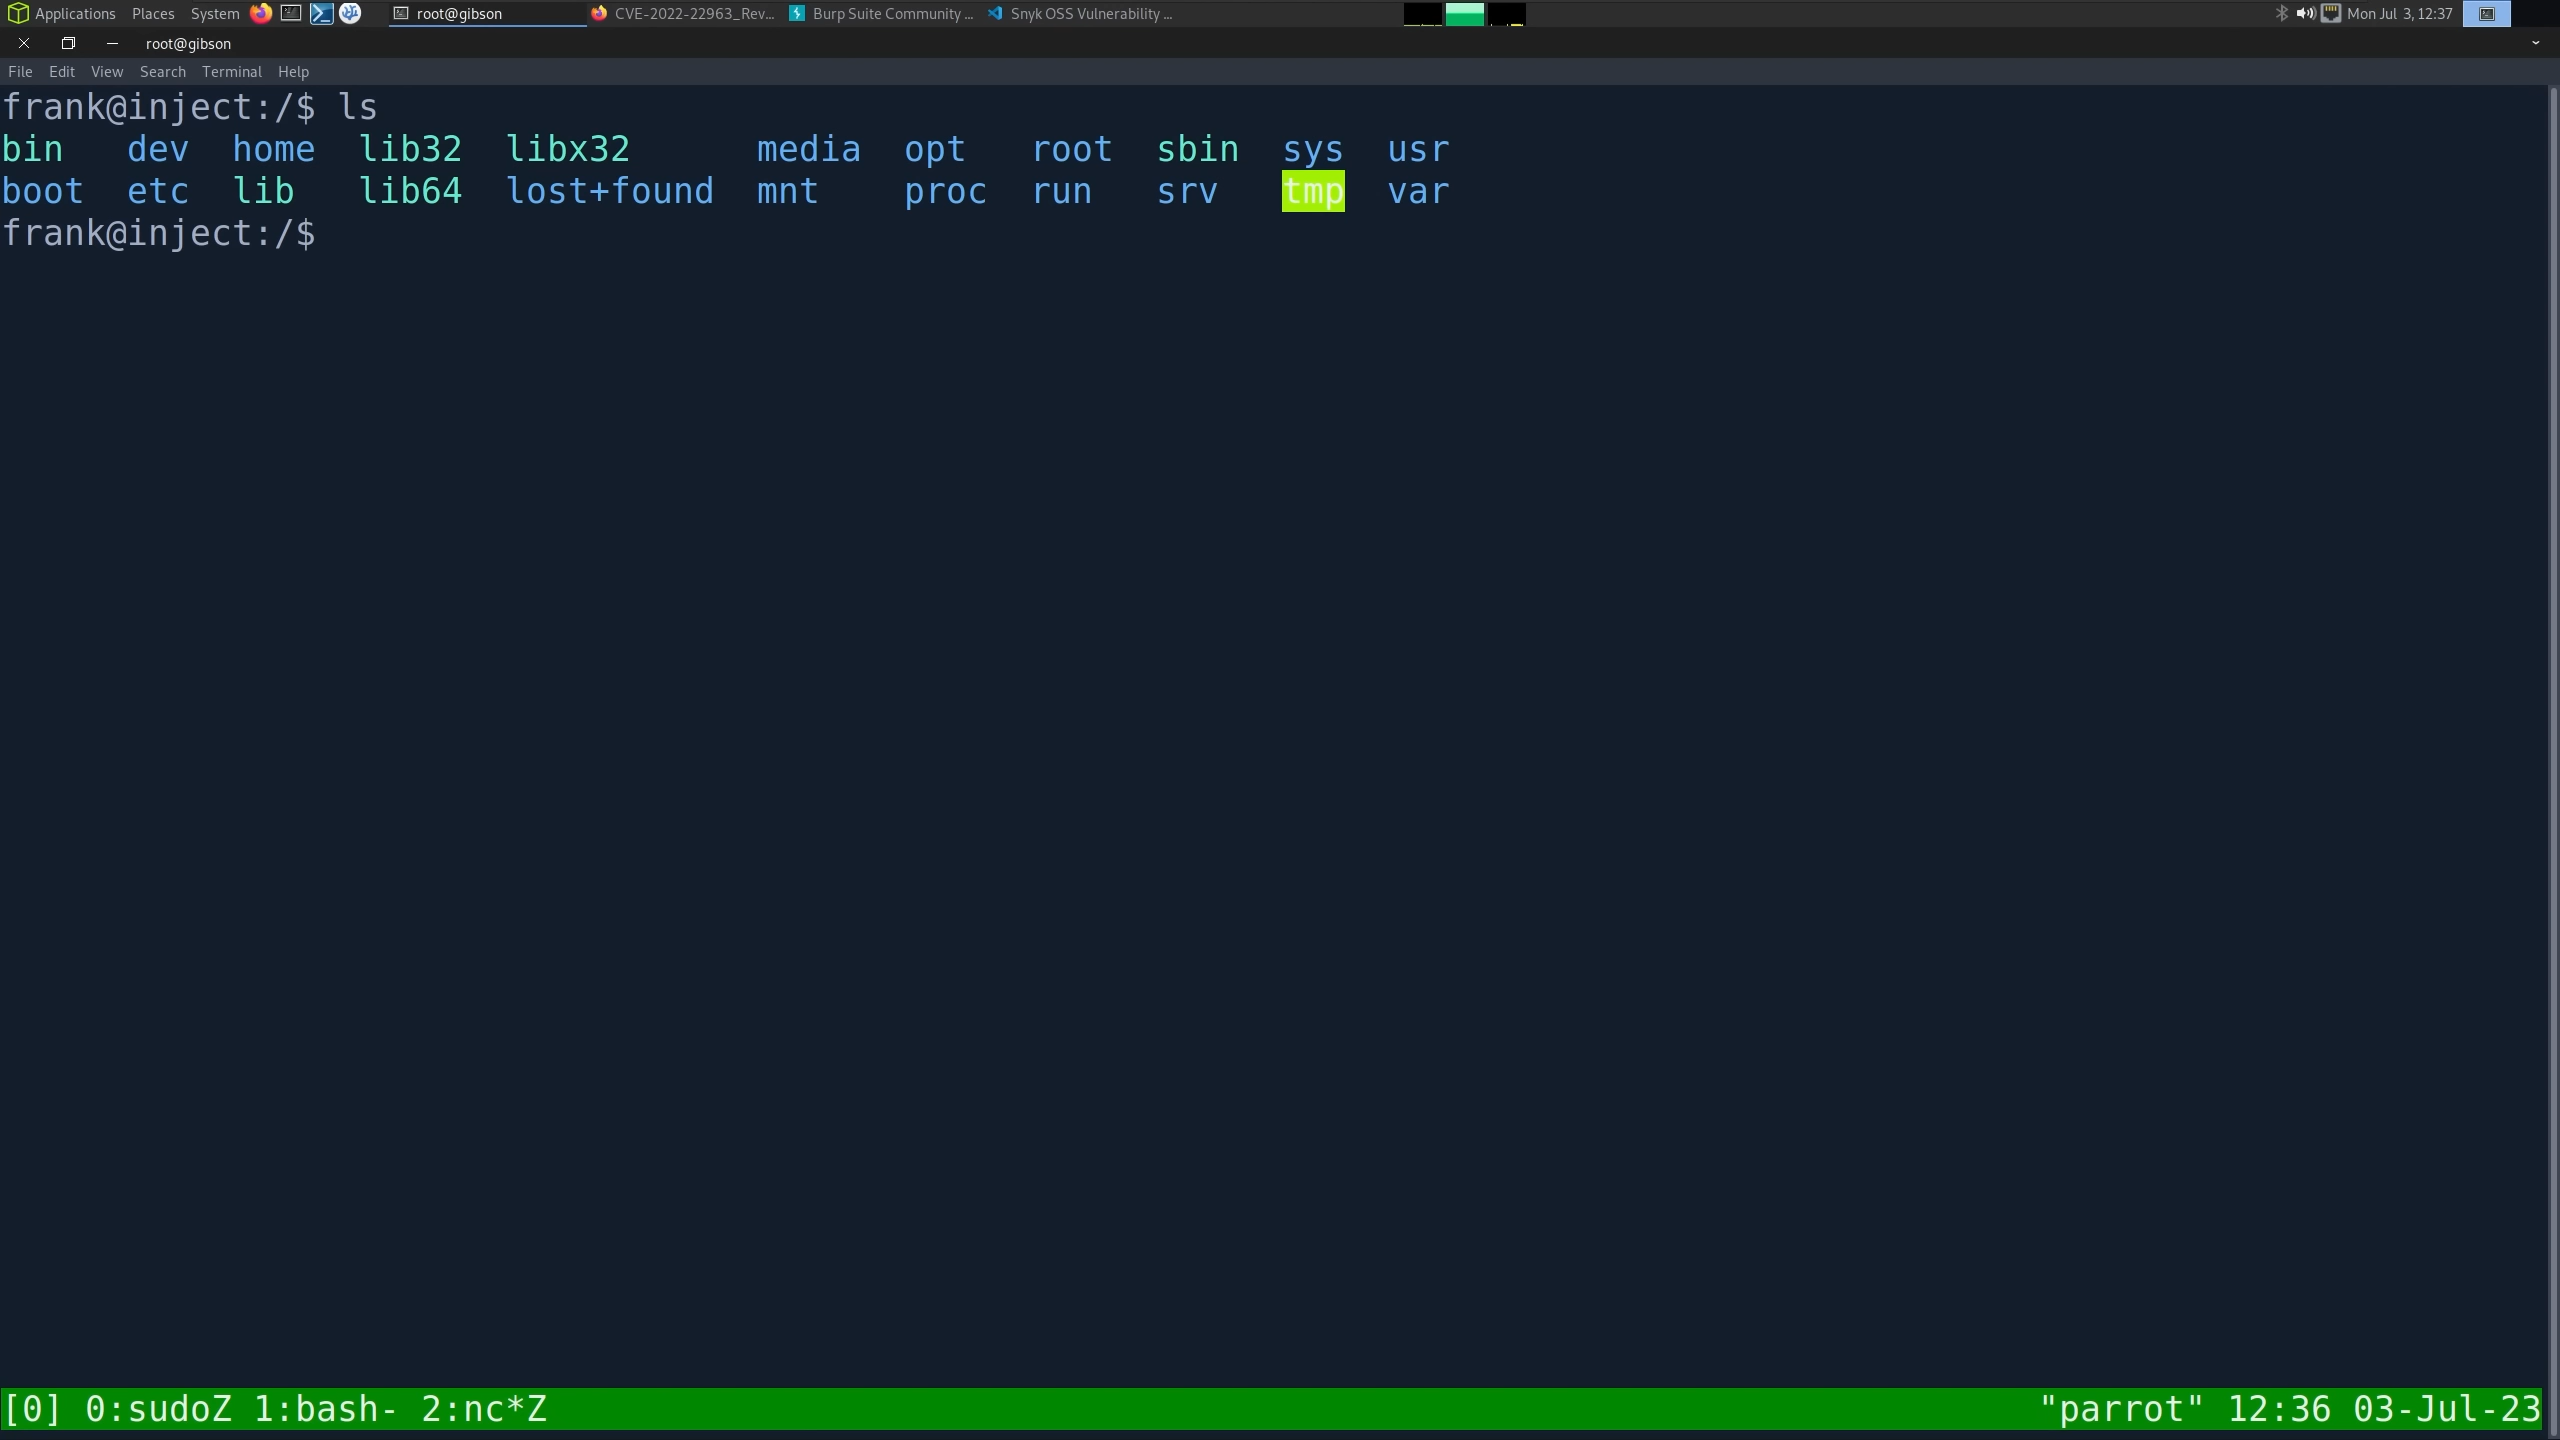 Applications Places System root@gibson CVE-2022-22963_Rev... Burp Suite Community ... Snyk OSS Vulnerability ... Mon Jul 3, 12:37
root@gibson
File Edit View Search Terminal Help
frank@inject:/$ ls
bin dev home lib32 libx32 media opt root sbin sys usr
boot etc lib lib64 lost+found mnt proc run srv tmp var
frank@inject:/$
[0] 0:sudoZ 1:bash- 2:nc*Z "parrot" 12:36 03-Jul-23